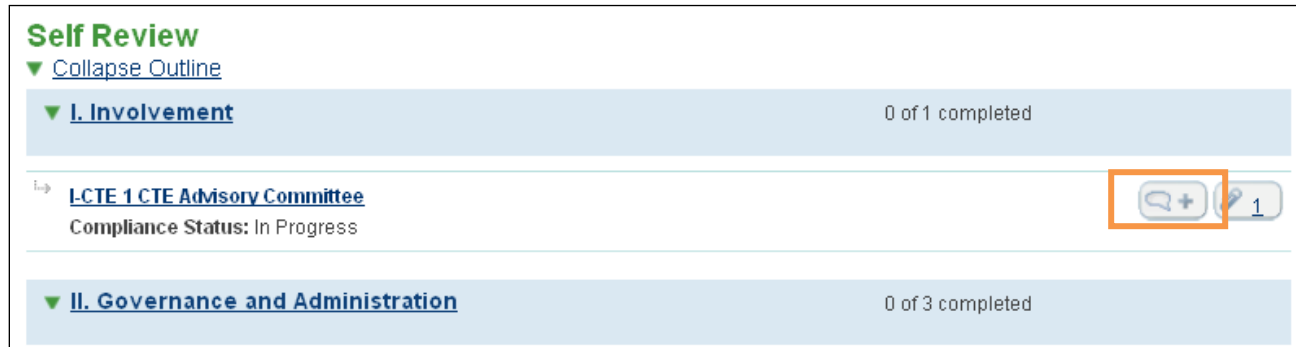 Self Review
▼ Collapse Outline
▼ I. Involvement 0 of 1 completed
I-CTE 1 CTE Advisory Committee + 1
Compliance Status: In Progress
▼ II. Governance and Administration 0 of 3 completed